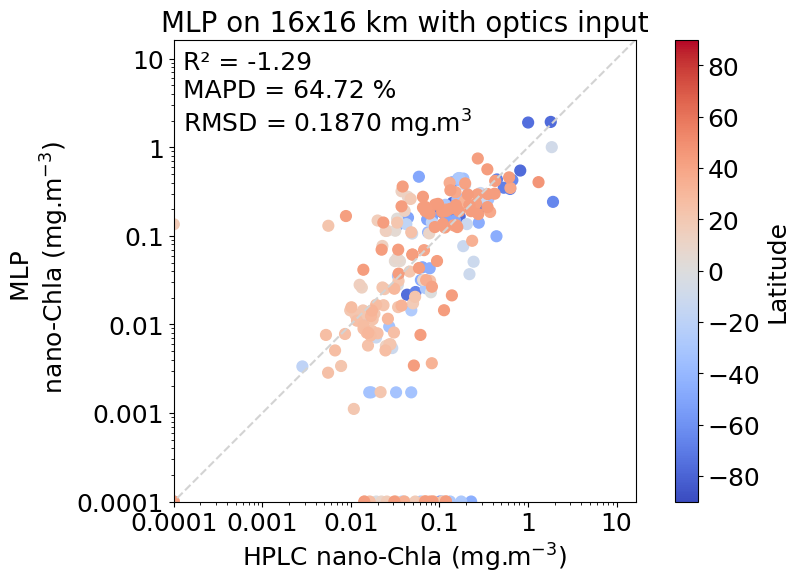 MLP on 16x16 km with optics input
R² = -1.29
MAPD = 64.72 %
RMSD = 0.1870 mg.m³
MLP
nano-Chla (mg.m⁻³)
10
1
0.1
0.01
0.001
0.0001
0.0001 0.001 0.01 0.1 1 10
HPLC nano-Chla (mg.m⁻³)
80
60
40
20
0
−20
−40
−60
−80
Latitude